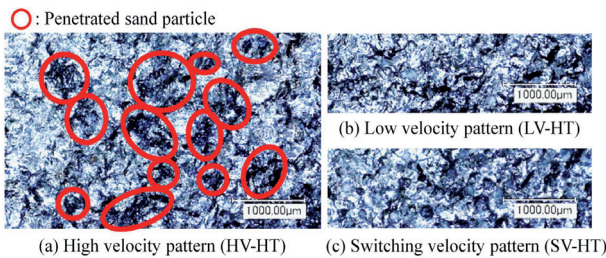 : Penetrated sand particle
1000.00μm
(a) High velocity pattern (HV-HT)
1000.00μm
(b) Low velocity pattern (LV-HT)
1000.00μm
(c) Switching velocity pattern (SV-HT)